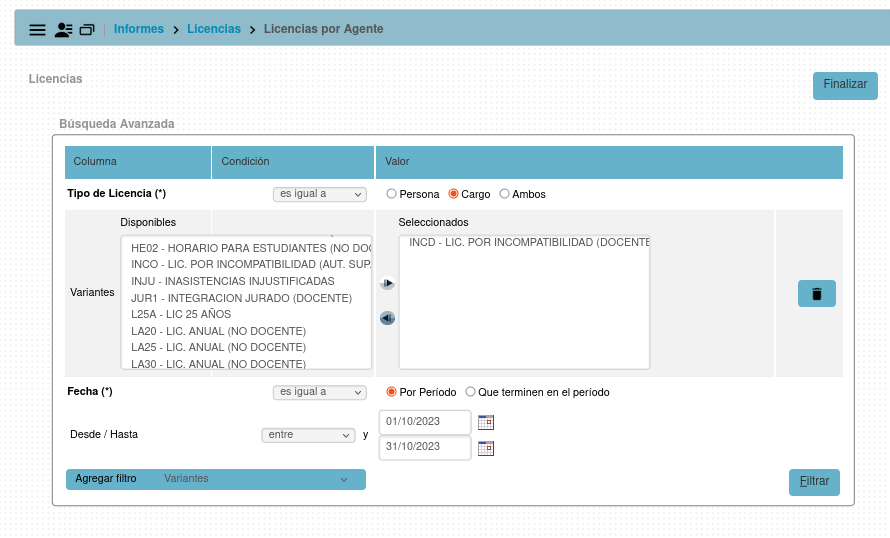 Informes > Licencias > Licencias por Agente
Licencias
Finalizar
Búsqueda Avanzada
Columna Condición Valor
Tipo de Licencia (*) es igual a Persona Cargo Ambos
Disponibles Seleccionados
HE02 - HORARIO PARA ESTUDIANTES (NO DOC
INCO - LIC. POR INCOMPATIBILIDAD (AUT. SUP.
INJU - INASISTENCIAS INJUSTIFICADAS
JUR1 - INTEGRACION JURADO (DOCENTE)
L25A - LIC 25 AÑOS
LA20 - LIC. ANUAL (NO DOCENTE)
LA25 - LIC. ANUAL (NO DOCENTE)
LA30 - LIC. ANUAL (NO DOCENTE)
INCD - LIC. POR INCOMPATIBILIDAD (DOCENTE
Variantes
Fecha (*) es igual a Por Período Que terminen en el período
Desde / Hasta entre y
01/10/2023
31/10/2023
Agregar filtro Variantes
Filtrar